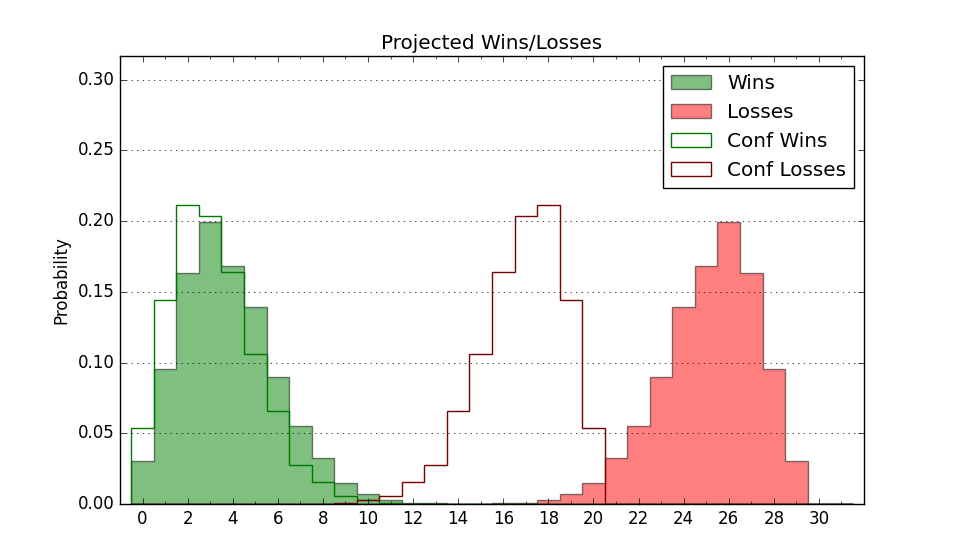 Projected Wins/Losses
Wins
Losses
Conf Wins
Conf Losses
Probability
0.30
0.25
0.20
0.15
0.10
0.05
0.00
0 2 4 6 8 10 12 14 16 18 20 22 24 26 28 30